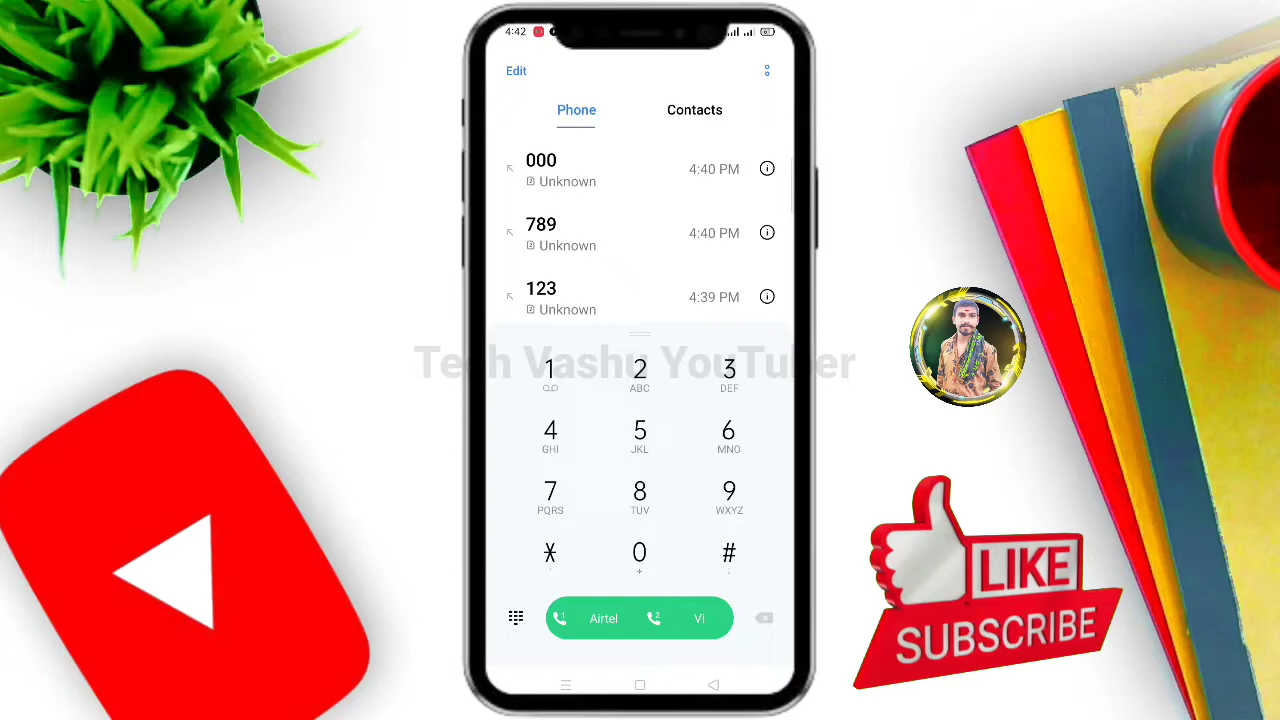 4:42
Edit
Phone
Contacts
000
Unknown
4:40 PM
789
Unknown
4:40 PM
123
Unknown
4:39 PM
Tech Vashu YouTuber
1
2
ABC
3
DEF
4
GHI
5
JKL
6
MNO
7
PQRS
8
TUV
9
WXYZ
*
0
+
#
1 Airtel
2 Vi
LIKE
SUBSCRIBE